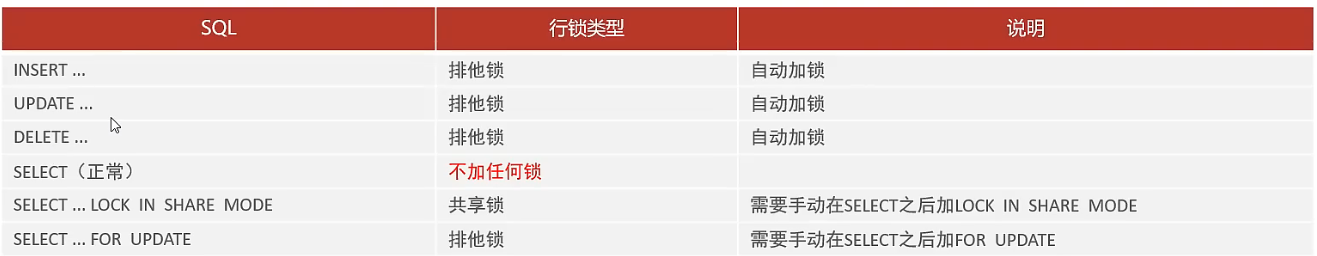 SQL 行锁类型 说明
INSERT ... 排他锁 自动加锁
UPDATE ... 排他锁 自动加锁
DELETE ... 排他锁 自动加锁
SELECT（正常） 不加任何锁
SELECT ... LOCK IN SHARE MODE 共享锁 需要手动在SELECT之后加LOCK IN SHARE MODE
SELECT ... FOR UPDATE 排他锁 需要手动在SELECT之后加FOR UPDATE